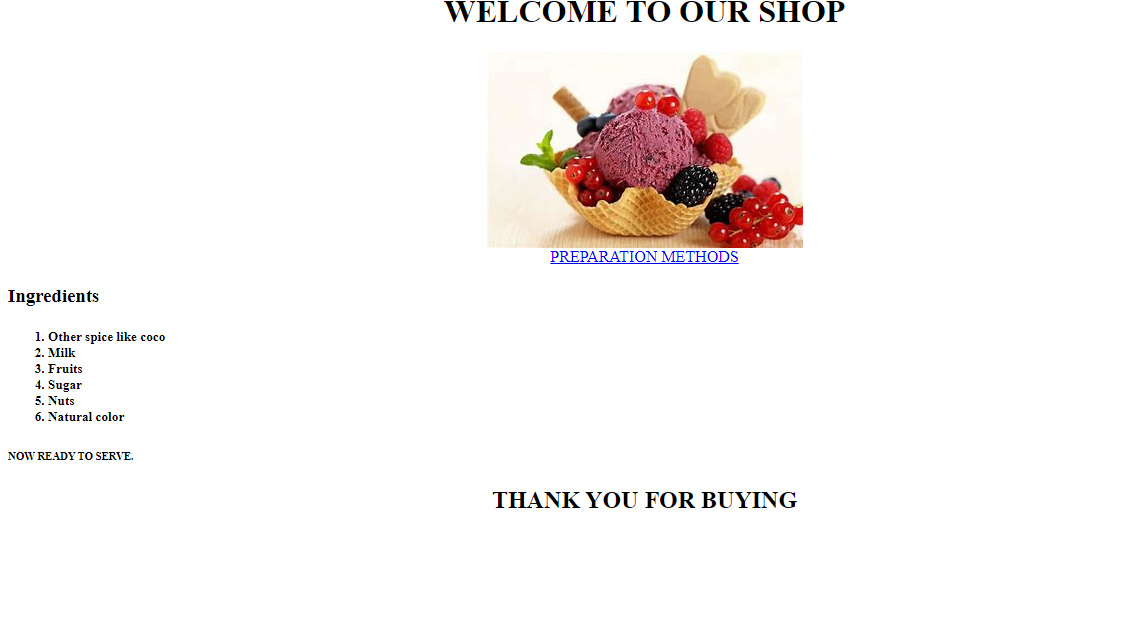 WELCOME TO OUR SHOP
PREPARATION METHODS
Ingredients
1. Other spice like coco
2. Milk
3. Fruits
4. Sugar
5. Nuts
6. Natural color
NOW READY TO SERVE.
THANK YOU FOR BUYING